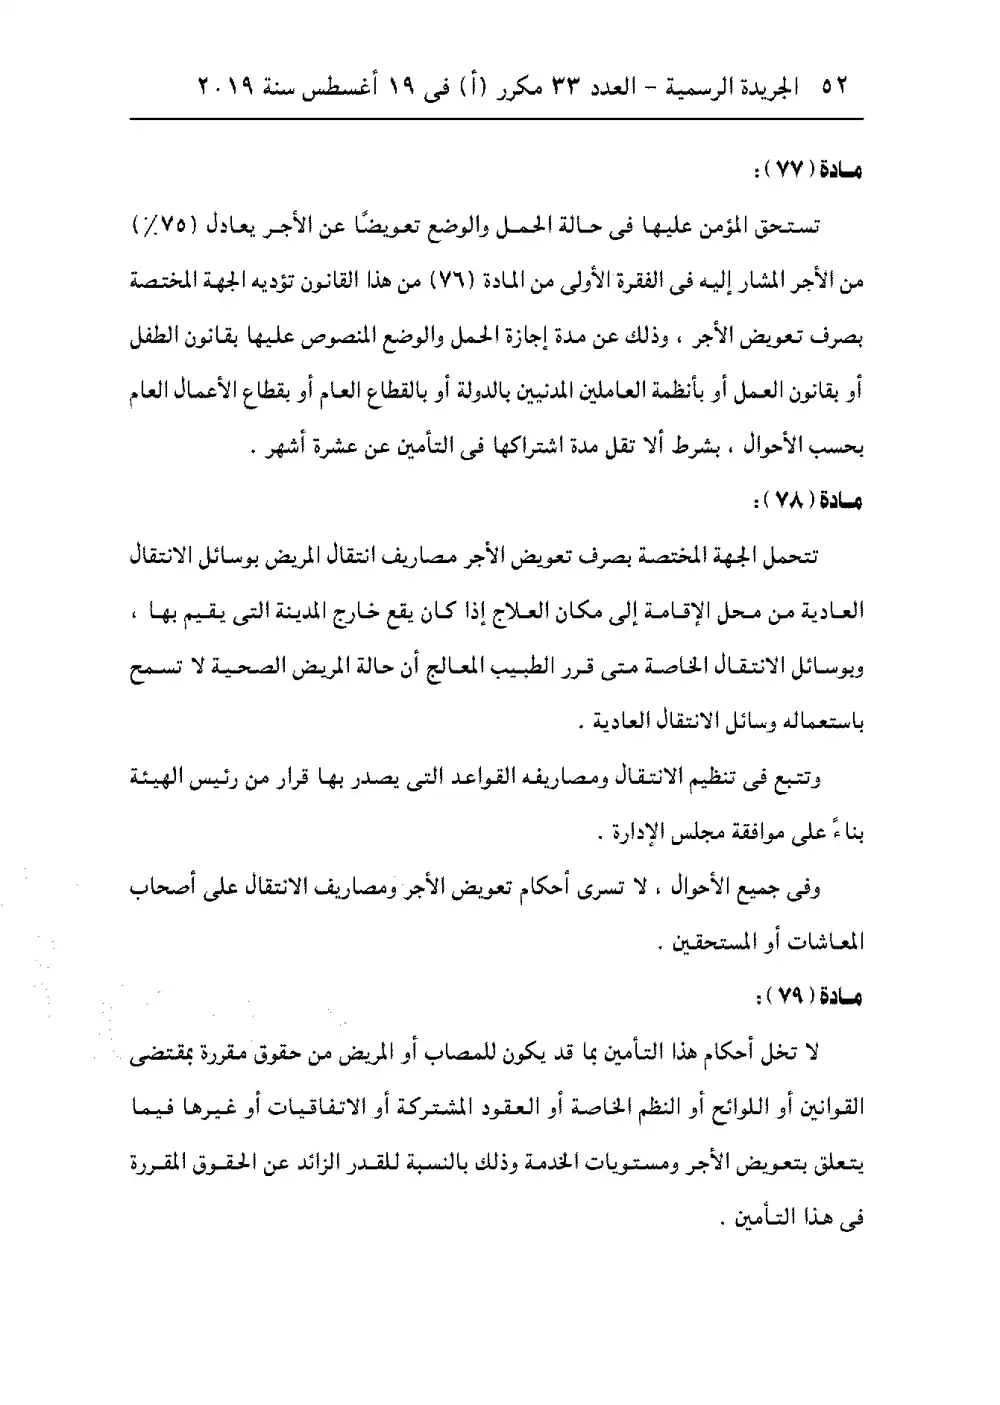 ٥٢ الجريدة الرسمية – العدد ٣٣ مكرر (أ) فى ١٩ أغسطس سنة ٢٠١٩
مــادة (٧٧) :
تستحق المؤمن عليها فى حالة الحمل والوضع تعويضًا عن الأجر يعادل (٧٥٪)
من الأجر المشار إليه فى الفقرة الأولى من المادة (٧٦) من هذا القانون تؤديه الجهة المختصة
بصرف تعويض الأجر ، وذلك عن مدة إجازة الحمل والوضع المنصوص عليها بقانون الطفل
أو بقانون العمل أو بأنظمة العاملين المدنيين بالدولة أو بالقطاع العام أو بقطاع الأعمال العام
بحسب الأحوال ، بشرط ألا تقل مدة اشتراكها فى التأمين عن عشرة أشهر .
مــادة (٧٨) :
تتحمل الجهة المختصة بصرف تعويض الأجر مصاريف انتقال المريض بوسائل الانتقال
العادية من محل الإقامة إلى مكان العلاج إذا كان يقع خارج المدينة التى يقيم بها ،
وبوسائل الانتقال الخاصة متى قرر الطبيب المعالج أن حالة المريض الصحية لا تسمح
باستعماله وسائل الانتقال العادية .
وتتبع فى تنظيم الانتقال ومصاريفه القواعد التى يصدر بها قرار من رئيس الهيئة
بناءً على موافقة مجلس الإدارة .
وفى جميع الأحوال ، لا تسرى أحكام تعويض الأجر ومصاريف الانتقال على أصحاب
المعاشات أو المستحقين .
مــادة (٧٩) :
لا تخل أحكام هذا التأمين بما قد يكون للمصاب أو المريض من حقوق مقررة بمقتضى
القوانين أو اللوائح أو النظم الخاصة أو العقود المشتركة أو الاتفاقيات أو غيرها فيما
يتعلق بتعويض الأجر ومستويات الخدمة وذلك بالنسبة للقدر الزائد عن الحقوق المقررة
فى هذا التأمين .